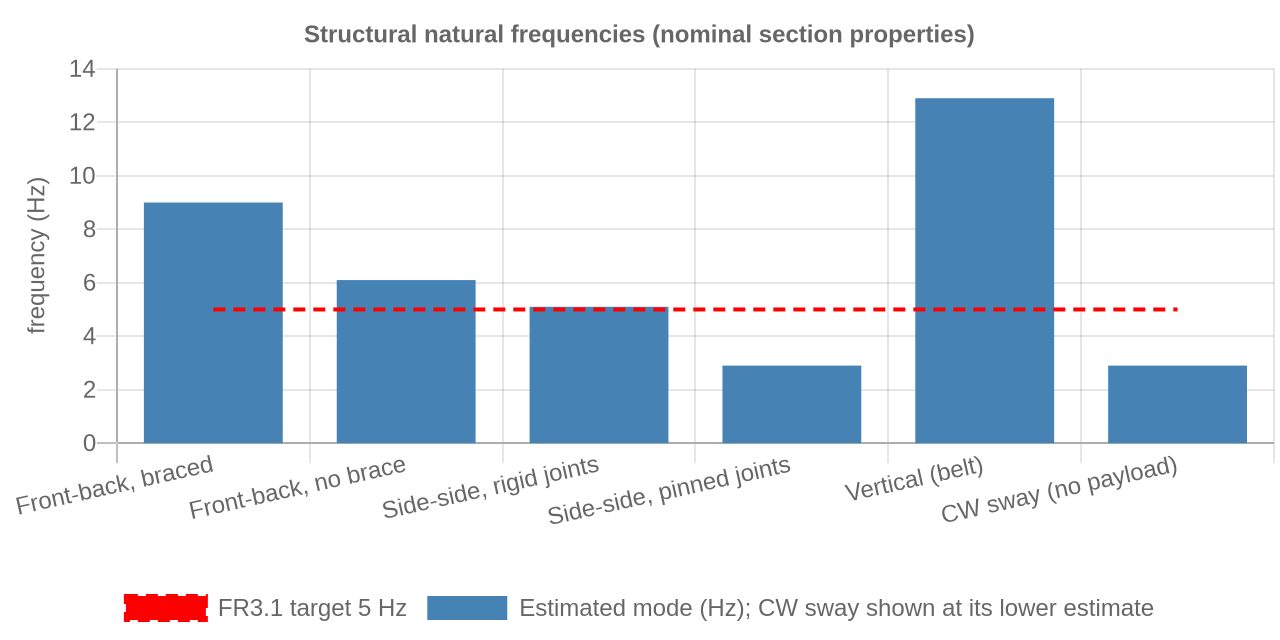 Structural natural frequencies (nominal section properties)
frequency (Hz)
14
12
10
8
6
4
2
0
Front-back, braced
Front-back, no brace
Side-side, rigid joints
Side-side, pinned joints
Vertical (belt)
CW sway (no payload)
FR3.1 target 5 Hz
Estimated mode (Hz); CW sway shown at its lower estimate